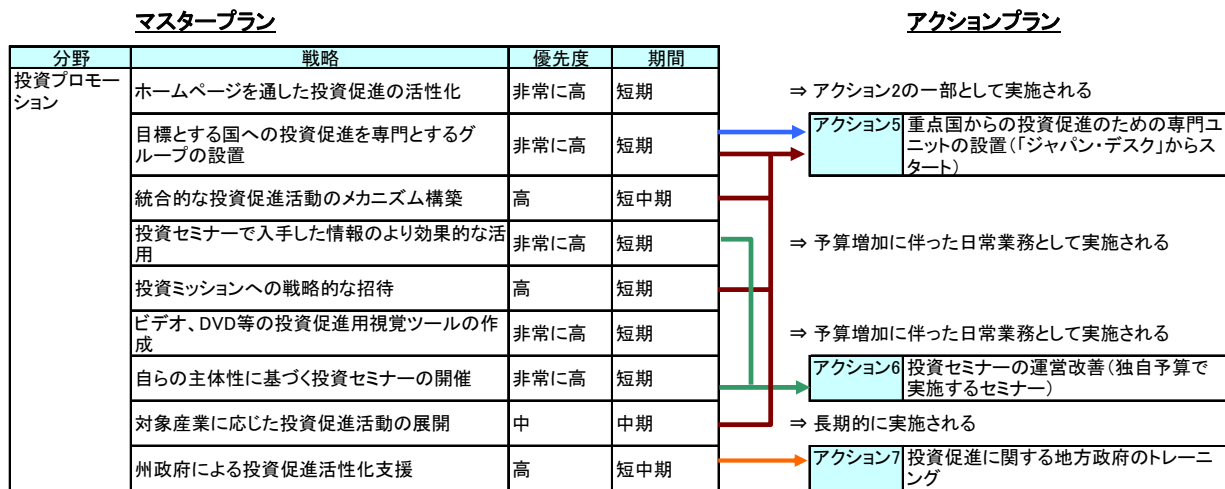 マスタープラン
アクションプラン
分野 戦略 優先度 期間
投資プロモー
ション
ホームページを通した投資促進の活性化 非常に高 短期
⇒ アクション2の一部として実施される
目標とする国への投資促進を専門とするグ
ループの設置
非常に高 短期
アクション5 重点国からの投資促進のための専門ユ
ニットの設置(「ジャパン・デスク」からス
タート)
統合的な投資促進活動のメカニズム構築 高 短中期
投資セミナーで入手した情報のより効果的な活
用
非常に高 短期
⇒ 予算増加に伴った日常業務として実施される
投資ミッションへの戦略的な招待 高 短期
ビデオ、DVD等の投資促進用視覚ツールの作
成
非常に高 短期
⇒ 予算増加に伴った日常業務として実施される
自らの主体性に基づく投資セミナーの開催 非常に高 短期
アクション6 投資セミナーの運営改善(独自予算で
実施するセミナー)
対象産業に応じた投資促進活動の展開 中 中期
⇒ 長期的に実施される
州政府による投資促進活性化支援 高 短中期
アクション7 投資促進に関する地方政府のトレーニ
ング